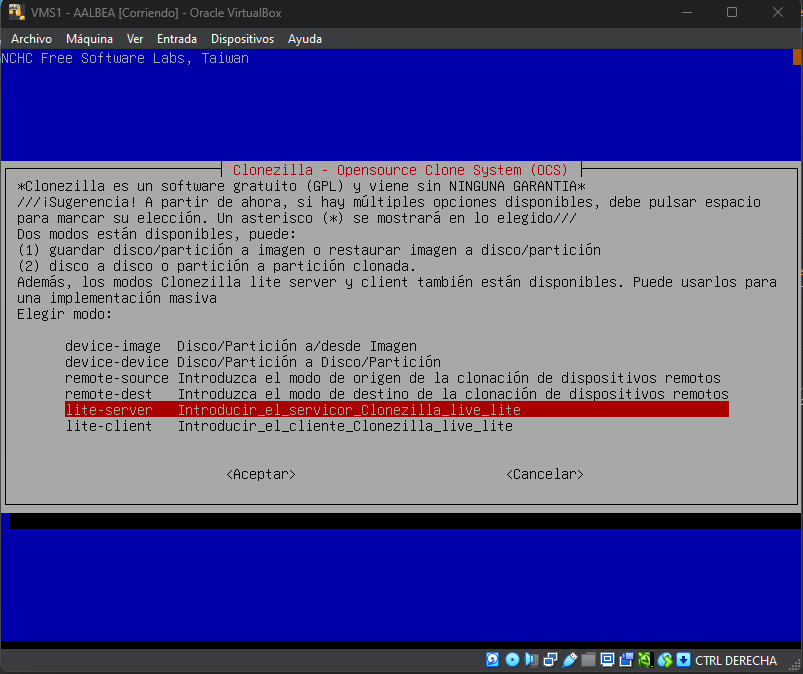 VMS1 - AALBEA [Corriendo] - Oracle VirtualBox
Archivo Máquina Ver Entrada Dispositivos Ayuda
NCHC Free Software Labs, Taiwan
Clonezilla - Opensource Clone System (OCS)
*Clonezilla es un software gratuito (GPL) y viene sin NINGUNA GARANTIA*
///¡Sugerencia! A partir de ahora, si hay múltiples opciones disponibles, debe pulsar espacio
para marcar su elección. Un asterisco (*) se mostrará en lo elegido///
Dos modos están disponibles, puede:
(1) guardar disco/partición a imagen o restaurar imagen a disco/partición
(2) disco a disco o partición a partición clonada.
Además, los modos Clonezilla lite server y client también están disponibles. Puede usarlos para
una implementación masiva
Elegir modo:
device-image Disco/Partición a/desde Imagen
device-device Disco/Partición a Disco/Partición
remote-source Introduzca el modo de origen de la clonación de dispositivos remotos
remote-dest Introduzca el modo de destino de la clonación de dispositivos remotos
lite-server Introducir_el_servicor_Clonezilla_live_lite
lite-client Introducir_el_cliente_Clonezilla_live_lite
<Aceptar> <Cancelar>
CTRL DERECHA